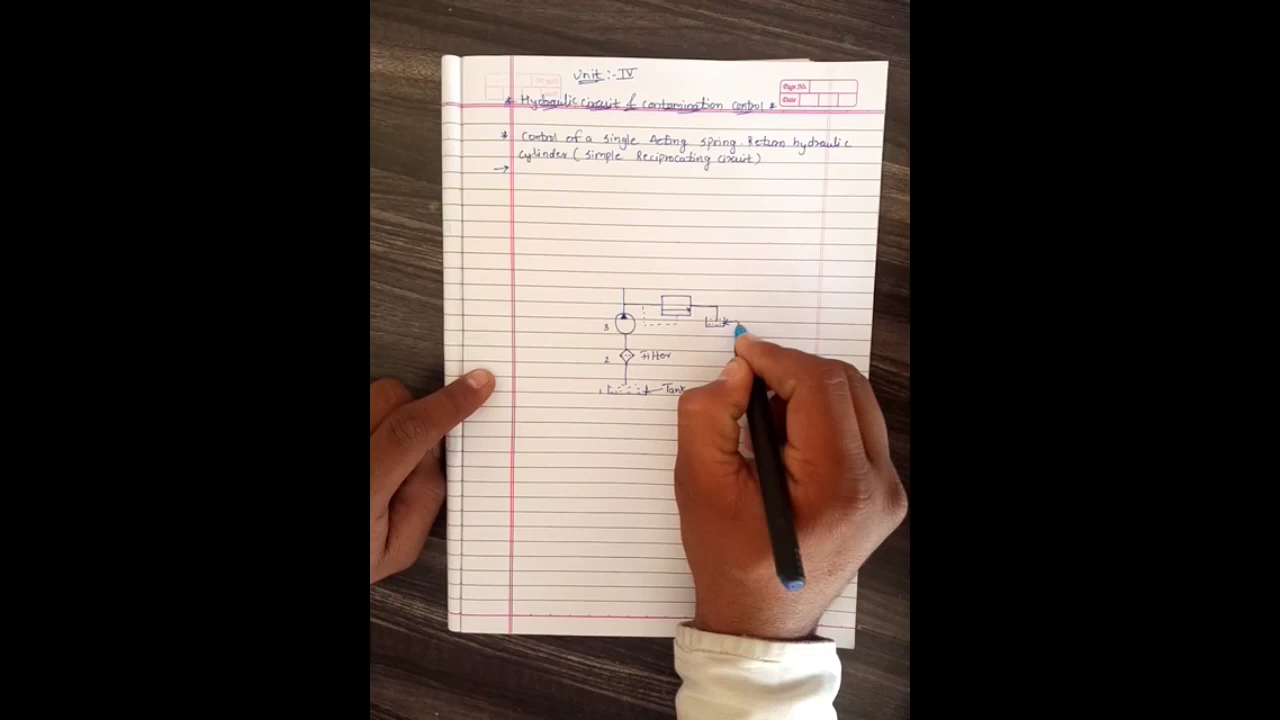 Unit :- IV
Page No.
Date
* Hydraulic circuit & contamination control *
* Control of a single Acting spring Return hydraulic
cylinder ( simple Reciprocating circuit )
→
3
2 Filter
1 Tank